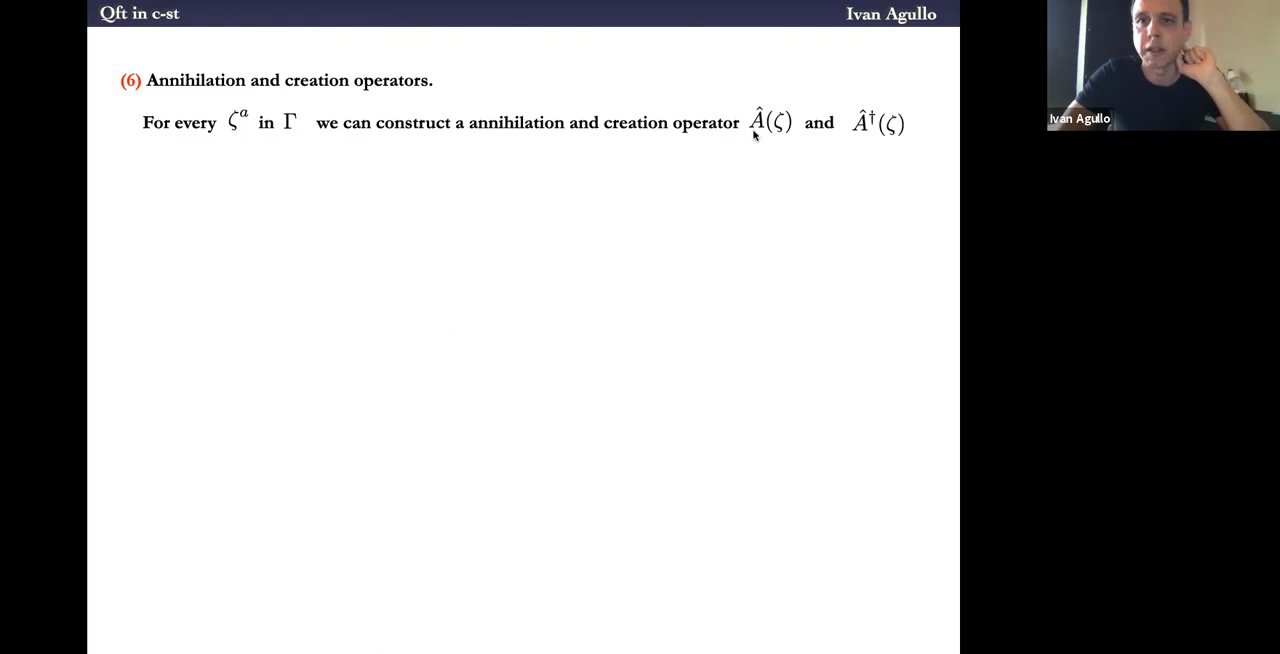 Qft in c-st
Ivan Agullo
(6) Annihilation and creation operators.
For every ζᵃ in Γ we can construct a annihilation and creation operator Â(ζ) and Â†(ζ)
Ivan Agullo